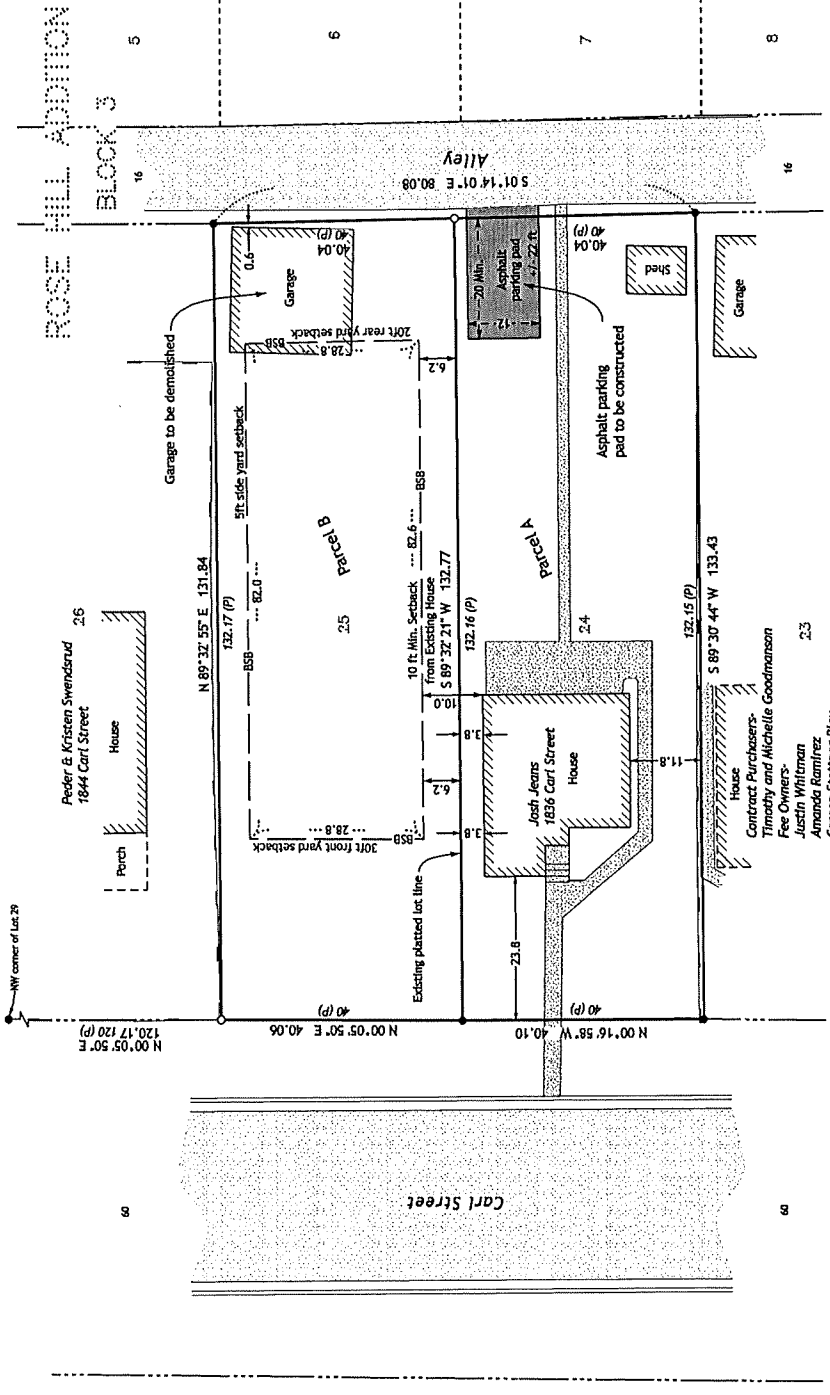 ROSE HILL ADDITION
BLOCK 3
5
6
7
8
16
Alley
16
S 01°14'01" E 80.08
Garage to be demolished
0.6
Garage
40.04
40 (P)
20ft rear yard setback
BSB
28.8
5ft side yard setback
N 89°32'55" E 131.84
132.17 (P)
BSB
82.0
Parcel B
25
6.2
BSB
10 ft Min. Setback
from Existing House
82.6
S 89°32'21" W 132.77
132.16 (P)
10.0
3.8
6.2
3.8
30ft front yard setback
28.8
BSB
Existing platted lot line
20 Min.
Asphalt
parking pad
+/- 22 ft
12
40.04
40 (P)
Shed
Garage
Asphalt parking
pad to be constructed
Parcel A
24
132.15 (P)
S 89°30'44" W 133.43
Josh Jeans
1836 Carl Street
House
11.8
23.8
26
Peder & Kristen Swendsrud
1844 Carl Street
House
Porch
NW corner of Lot 29
N 00°05'50" E
120.17 120 (P)
N 00°05'50" E 40.06
40 (P)
N 00°16'58" W 40.10
40 (P)
23
House
Contract Purchasers-
Timothy and Michelle Goodmanson
Fee Owners-
Justin Whitman
Amanda Ramirez
60
Carl Street
60